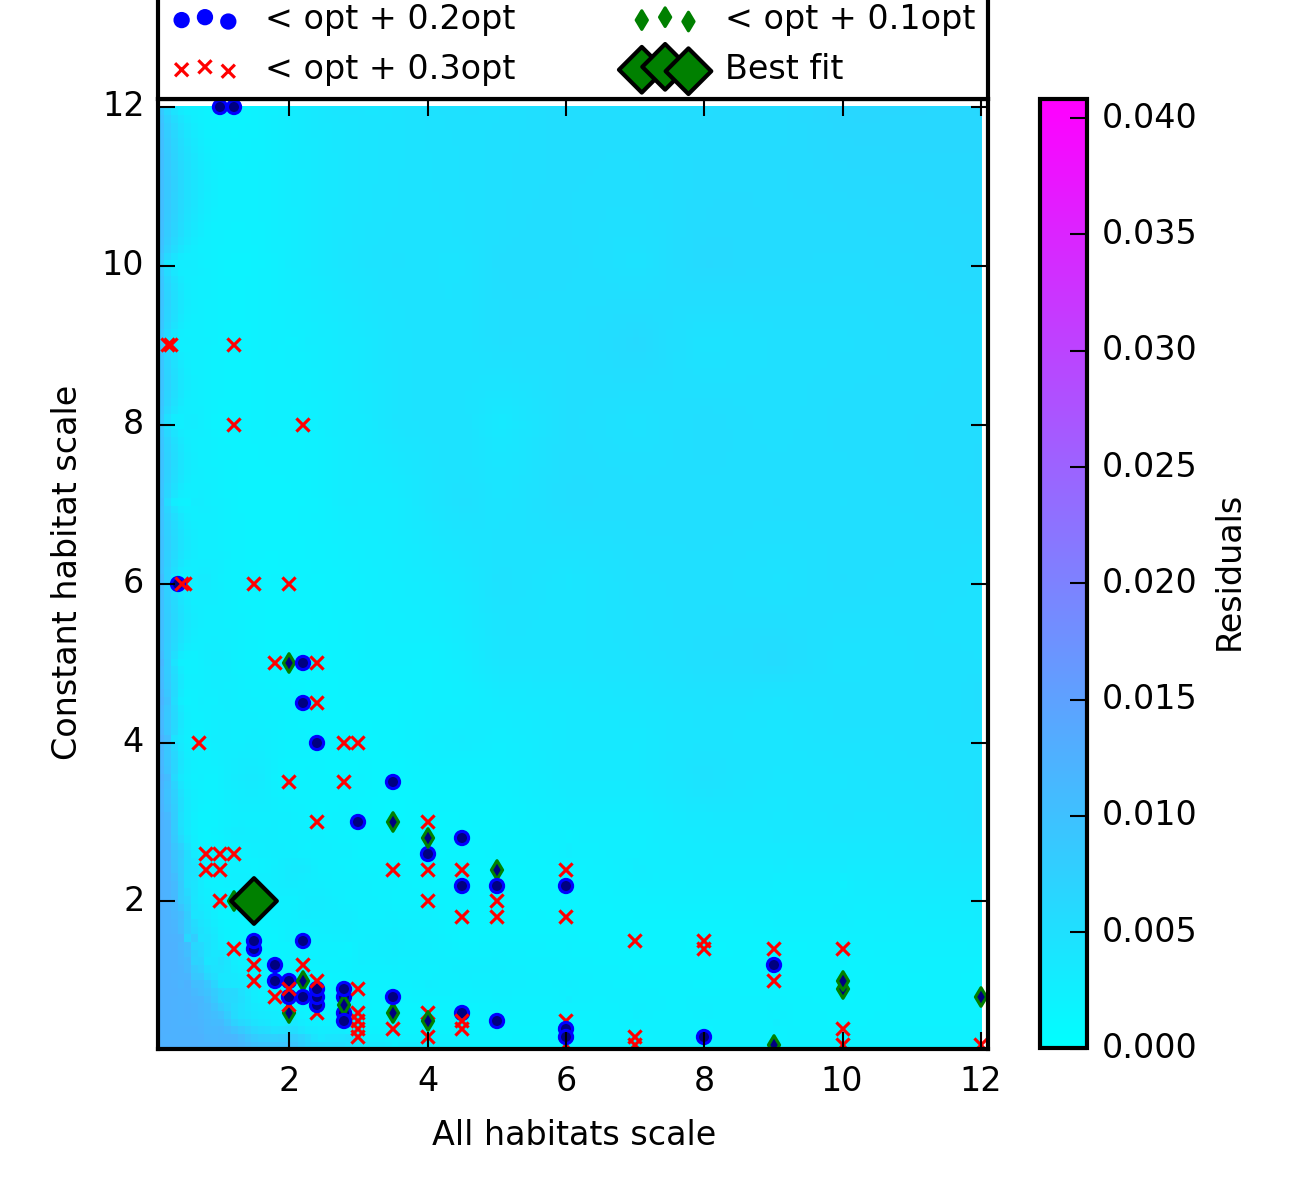 < opt + 0.2opt
< opt + 0.1opt
< opt + 0.3opt
Best fit
12
10
8
6
4
2
Constant habitat scale
2 4 6 8 10 12
All habitats scale
0.040
0.035
0.030
0.025
0.020
0.015
0.010
0.005
0.000
Residuals